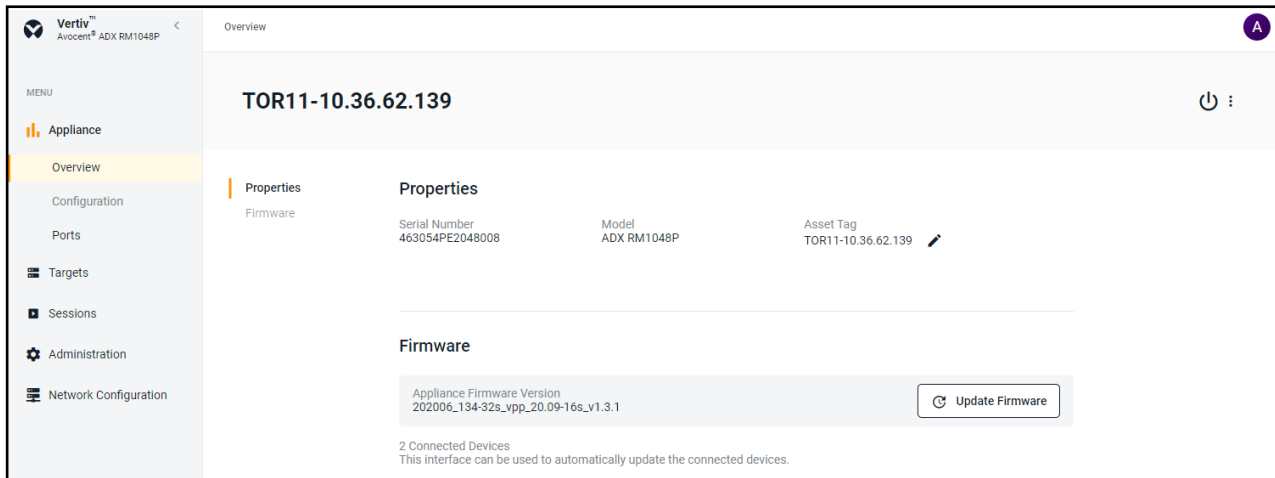 Vertiv™
Avocent® ADX RM1048P
Overview
A
MENU
Appliance
Overview
Configuration
Ports
Targets
Sessions
Administration
Network Configuration
TOR11-10.36.62.139
Properties
Firmware
Properties
Serial Number
463054PE2048008
Model
ADX RM1048P
Asset Tag
TOR11-10.36.62.139
Firmware
Appliance Firmware Version
202006_134-32s_vpp_20.09-16s_v1.3.1
Update Firmware
2 Connected Devices
This interface can be used to automatically update the connected devices.